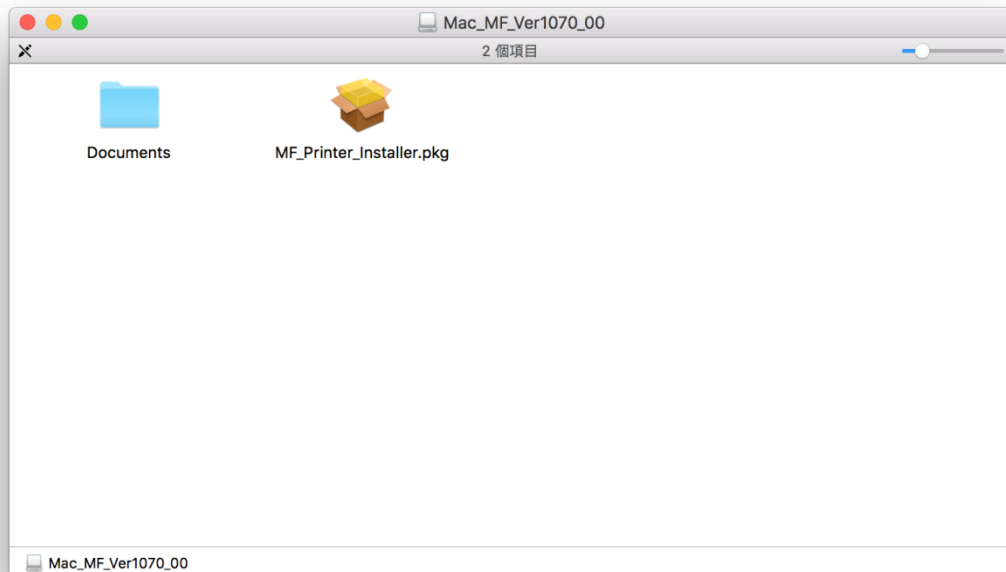 Mac_MF_Ver1070_00
2 個項目
Documents
MF_Printer_Installer.pkg
Mac_MF_Ver1070_00